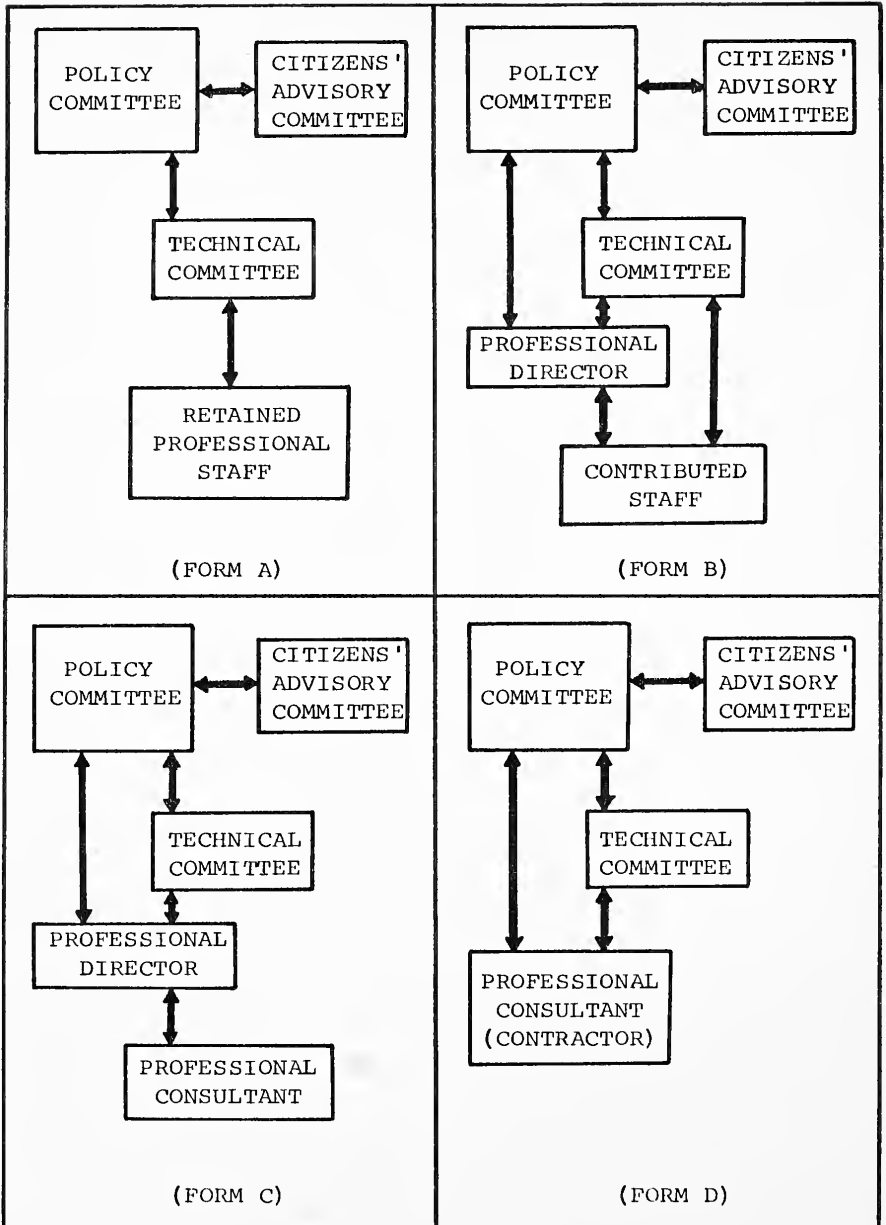 POLICY
COMMITTEE
CITIZENS'
ADVISORY
COMMITTEE
TECHNICAL
COMMITTEE
RETAINED
PROFESSIONAL
STAFF
(FORM A)
POLICY
COMMITTEE
CITIZENS'
ADVISORY
COMMITTEE
TECHNICAL
COMMITTEE
PROFESSIONAL
DIRECTOR
CONTRIBUTED
STAFF
(FORM B)
POLICY
COMMITTEE
CITIZENS'
ADVISORY
COMMITTEE
TECHNICAL
COMMITTEE
PROFESSIONAL
DIRECTOR
PROFESSIONAL
CONSULTANT
(FORM C)
POLICY
COMMITTEE
CITIZENS'
ADVISORY
COMMITTEE
TECHNICAL
COMMITTEE
PROFESSIONAL
CONSULTANT
(CONTRACTOR)
(FORM D)